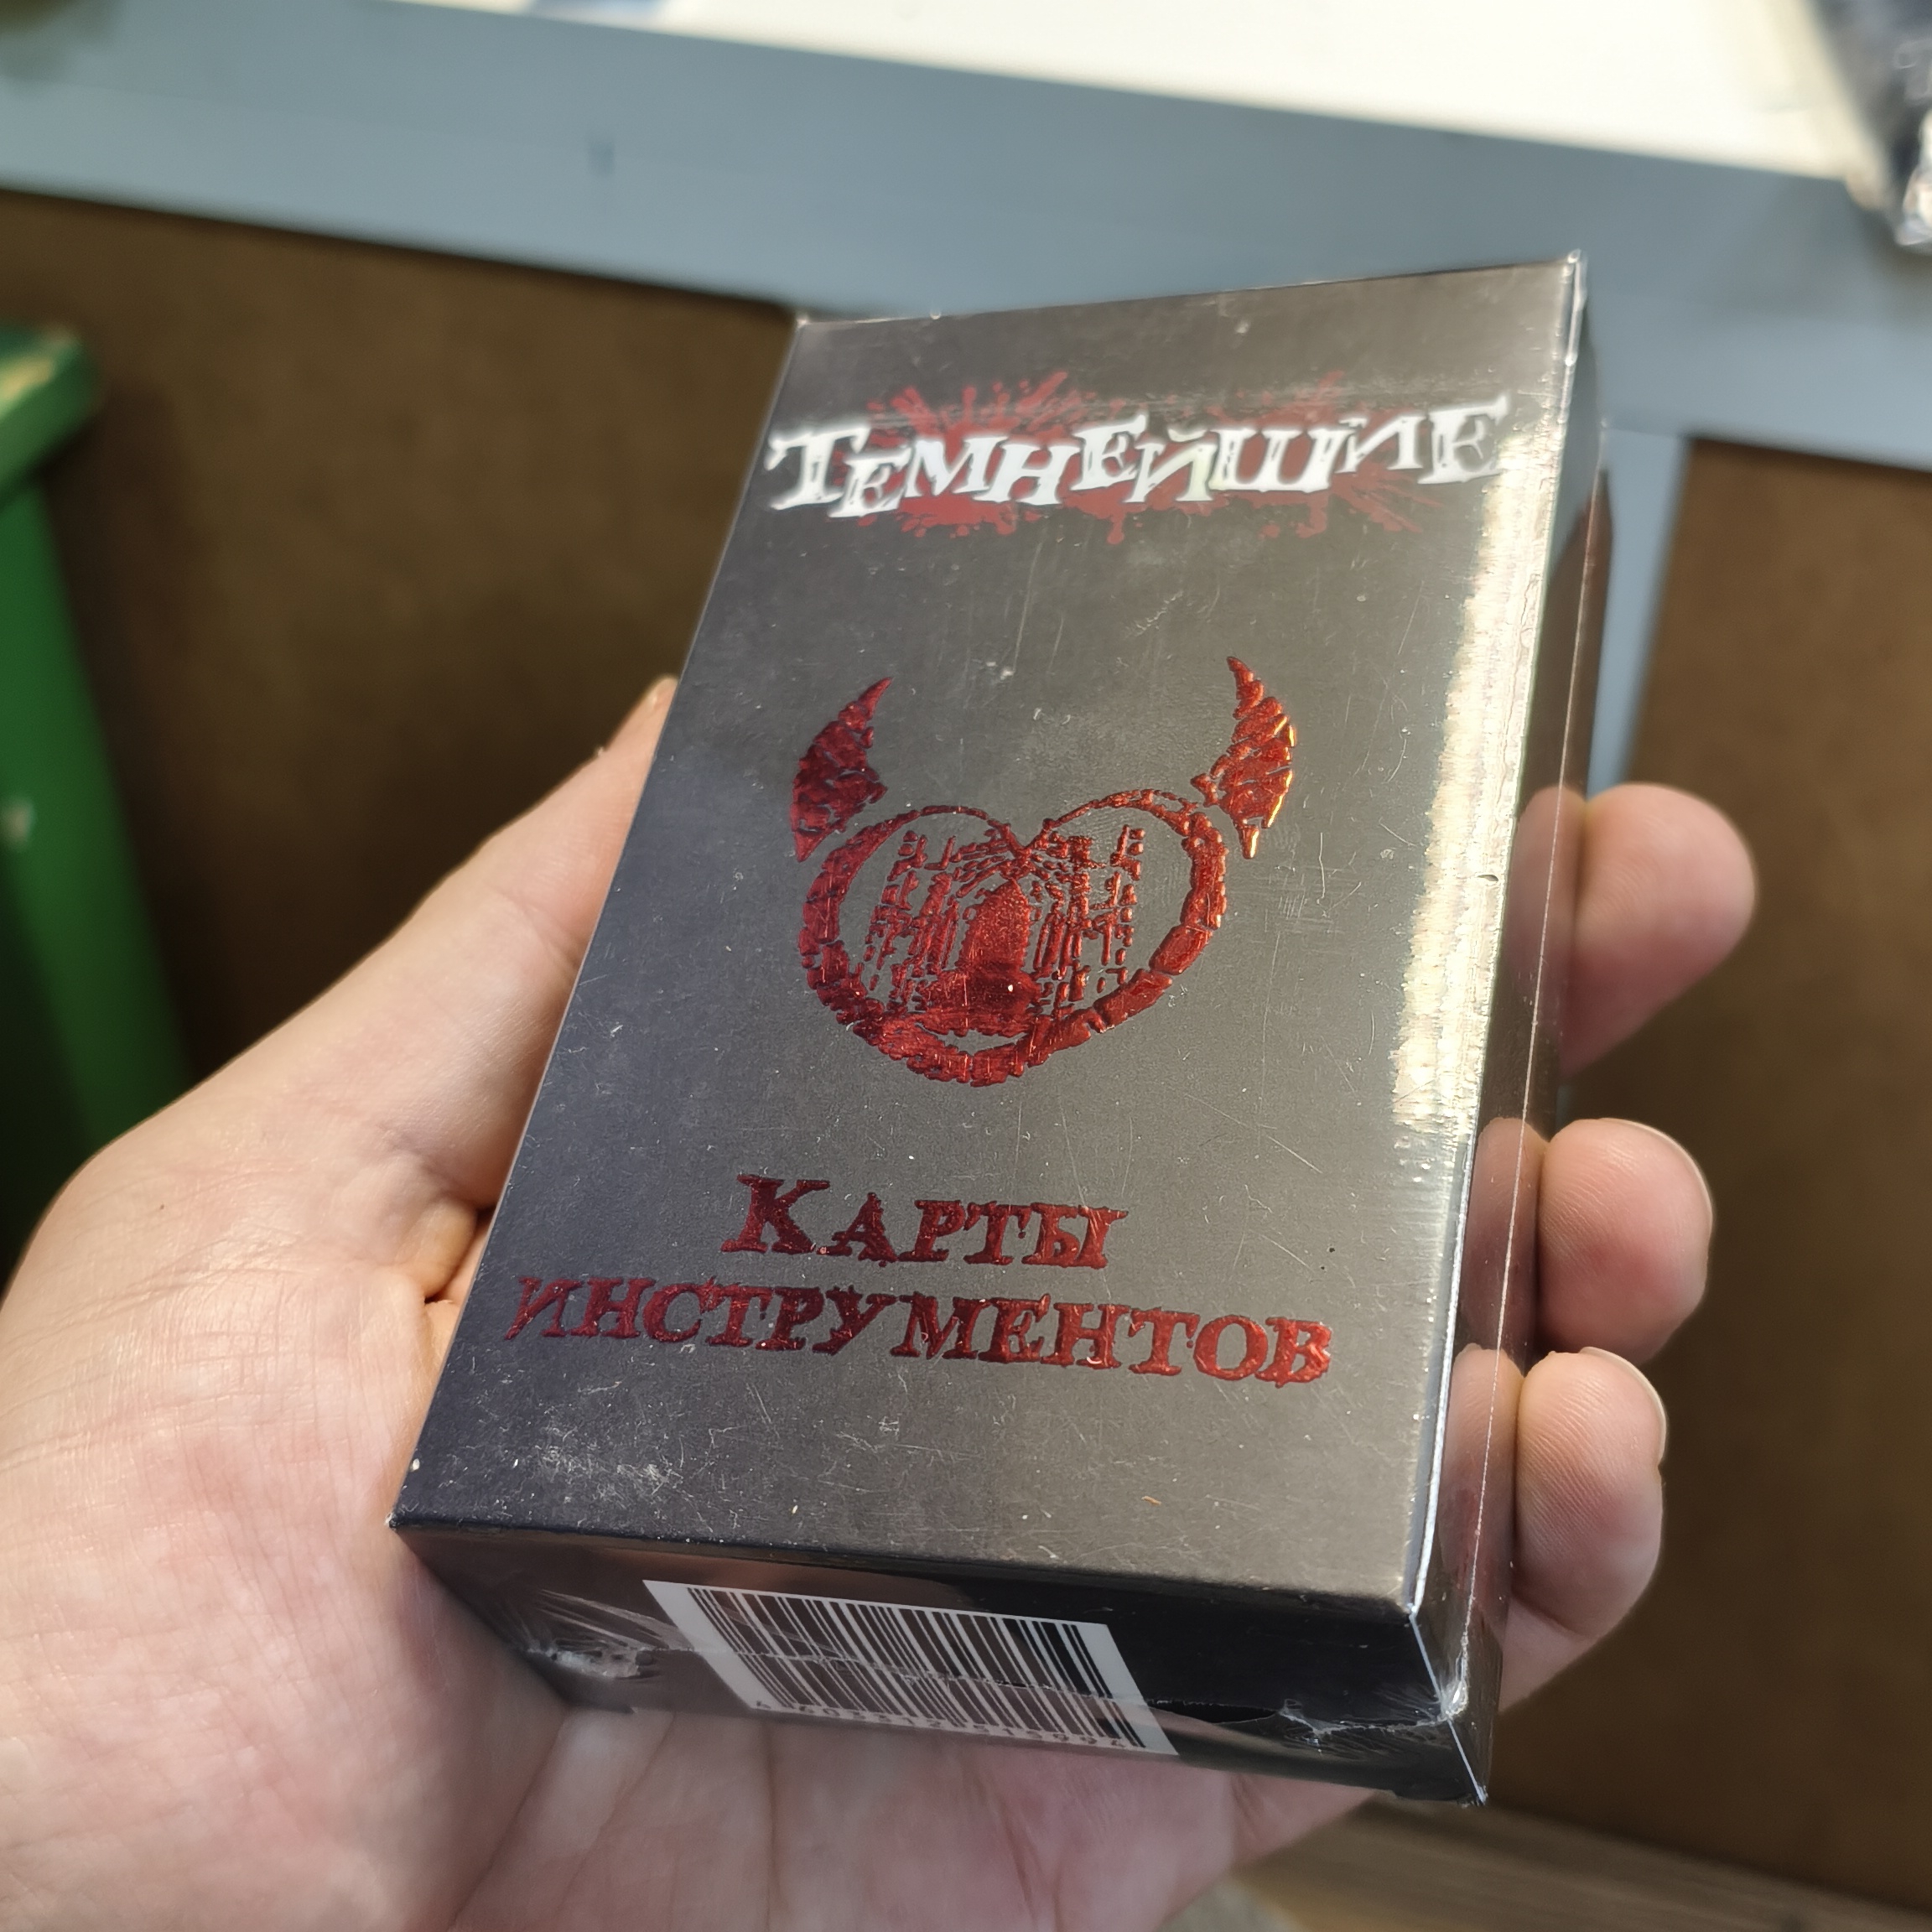 Темнейшие
Карты
инструментов